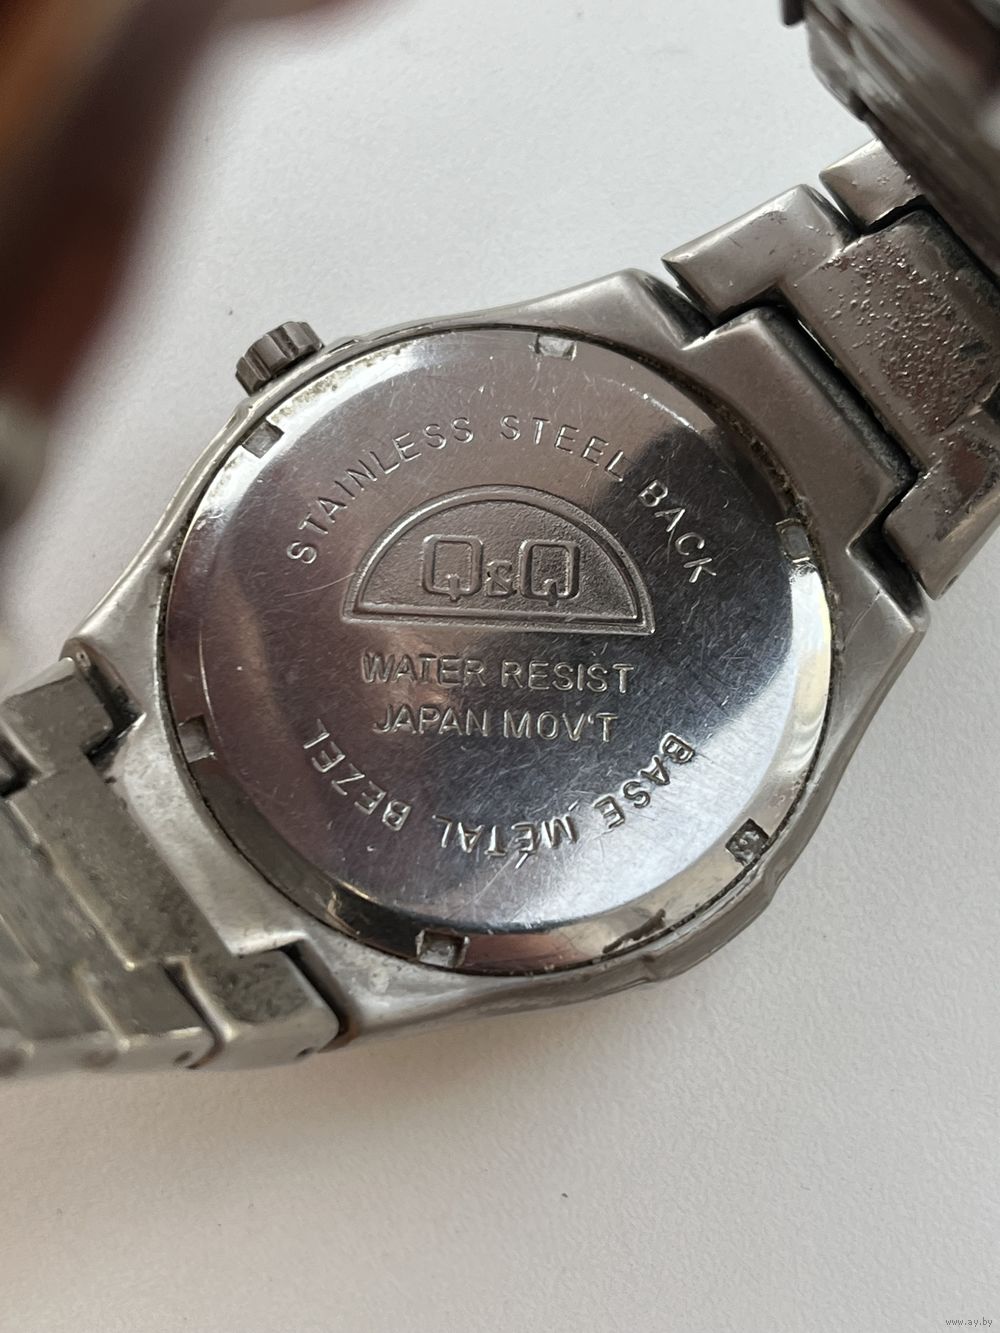 STAINLESS STEEL BACK
Q&Q
WATER RESIST
JAPAN MOV'T
BASE METAL BEZEL
www.ay.by